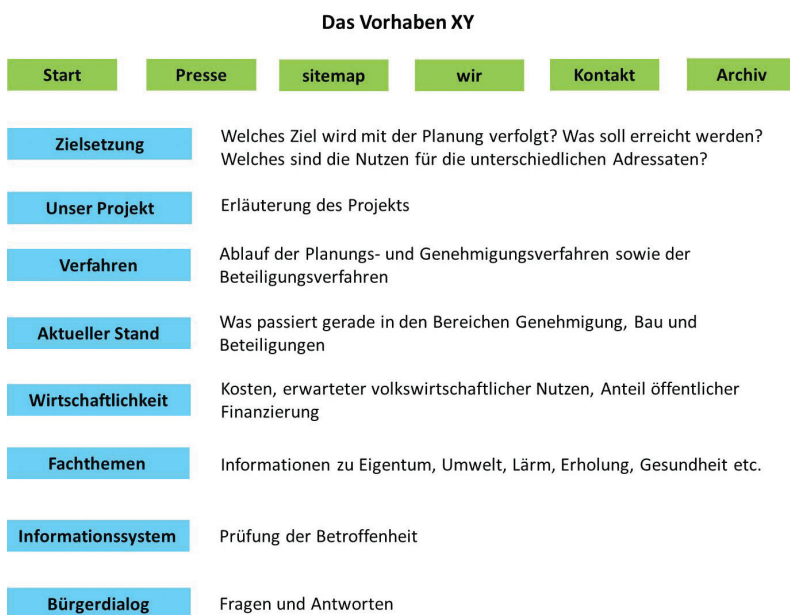 Das Vorhaben XY
Start Presse sitemap wir Kontakt Archiv
Zielsetzung
Welches Ziel wird mit der Planung verfolgt? Was soll erreicht werden?
Welches sind die Nutzen für die unterschiedlichen Adressaten?
Unser Projekt
Erläuterung des Projekts
Verfahren
Ablauf der Planungs- und Genehmigungsverfahren sowie der
Beteiligungsverfahren
Aktueller Stand
Was passiert gerade in den Bereichen Genehmigung, Bau und
Beteiligungen
Wirtschaftlichkeit
Kosten, erwarteter volkswirtschaftlicher Nutzen, Anteil öffentlicher
Finanzierung
Fachthemen
Informationen zu Eigentum, Umwelt, Lärm, Erholung, Gesundheit etc.
Informationssystem
Prüfung der Betroffenheit
Bürgerdialog
Fragen und Antworten